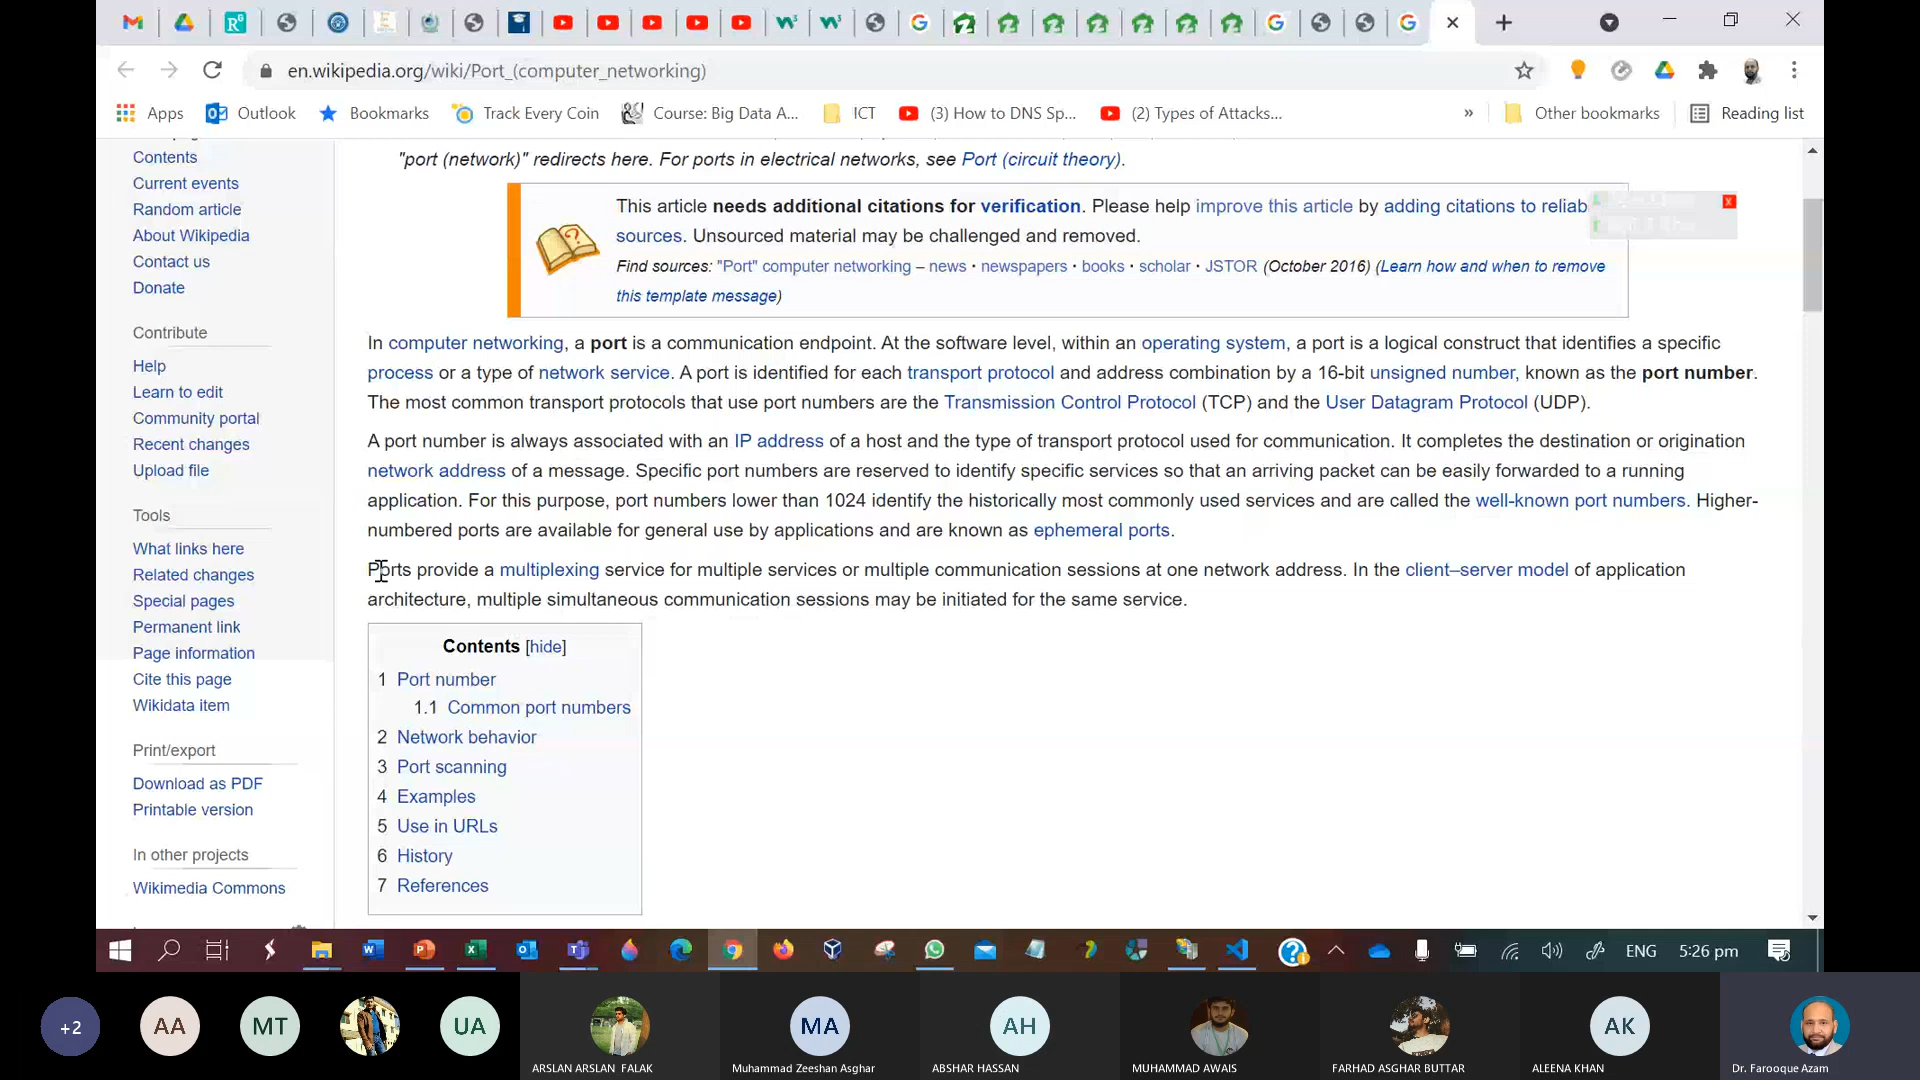 en.wikipedia.org/wiki/Port_(computer_networking)
Apps Outlook Bookmarks Track Every Coin Course: Big Data A... ICT (3) How to DNS Sp... (2) Types of Attacks... » Other bookmarks Reading list
Contents
Current events
Random article
About Wikipedia
Contact us
Donate
Contribute
Help
Learn to edit
Community portal
Recent changes
Upload file
Tools
What links here
Related changes
Special pages
Permanent link
Page information
Cite this page
Wikidata item
Print/export
Download as PDF
Printable version
In other projects
Wikimedia Commons
"port (network)" redirects here. For ports in electrical networks, see Port (circuit theory).
This article needs additional citations for verification. Please help improve this article by adding citations to reliab
sources. Unsourced material may be challenged and removed.
Find sources: "Port" computer networking – news · newspapers · books · scholar · JSTOR (October 2016) (Learn how and when to remove
this template message)
In computer networking, a port is a communication endpoint. At the software level, within an operating system, a port is a logical construct that identifies a specific
process or a type of network service. A port is identified for each transport protocol and address combination by a 16-bit unsigned number, known as the port number.
The most common transport protocols that use port numbers are the Transmission Control Protocol (TCP) and the User Datagram Protocol (UDP).
A port number is always associated with an IP address of a host and the type of transport protocol used for communication. It completes the destination or origination
network address of a message. Specific port numbers are reserved to identify specific services so that an arriving packet can be easily forwarded to a running
application. For this purpose, port numbers lower than 1024 identify the historically most commonly used services and are called the well-known port numbers. Higher-
numbered ports are available for general use by applications and are known as ephemeral ports.
Ports provide a multiplexing service for multiple services or multiple communication sessions at one network address. In the client–server model of application
architecture, multiple simultaneous communication sessions may be initiated for the same service.
Contents [hide]
1 Port number
1.1 Common port numbers
2 Network behavior
3 Port scanning
4 Examples
5 Use in URLs
6 History
7 References
ENG 5:26 pm
+2 AA MT UA MA AH AK
ARSLAN ARSLAN FALAK Muhammad Zeeshan Asghar ABSHAR HASSAN MUHAMMAD AWAIS FARHAD ASGHAR BUTTAR ALEENA KHAN Dr. Farooque Azam